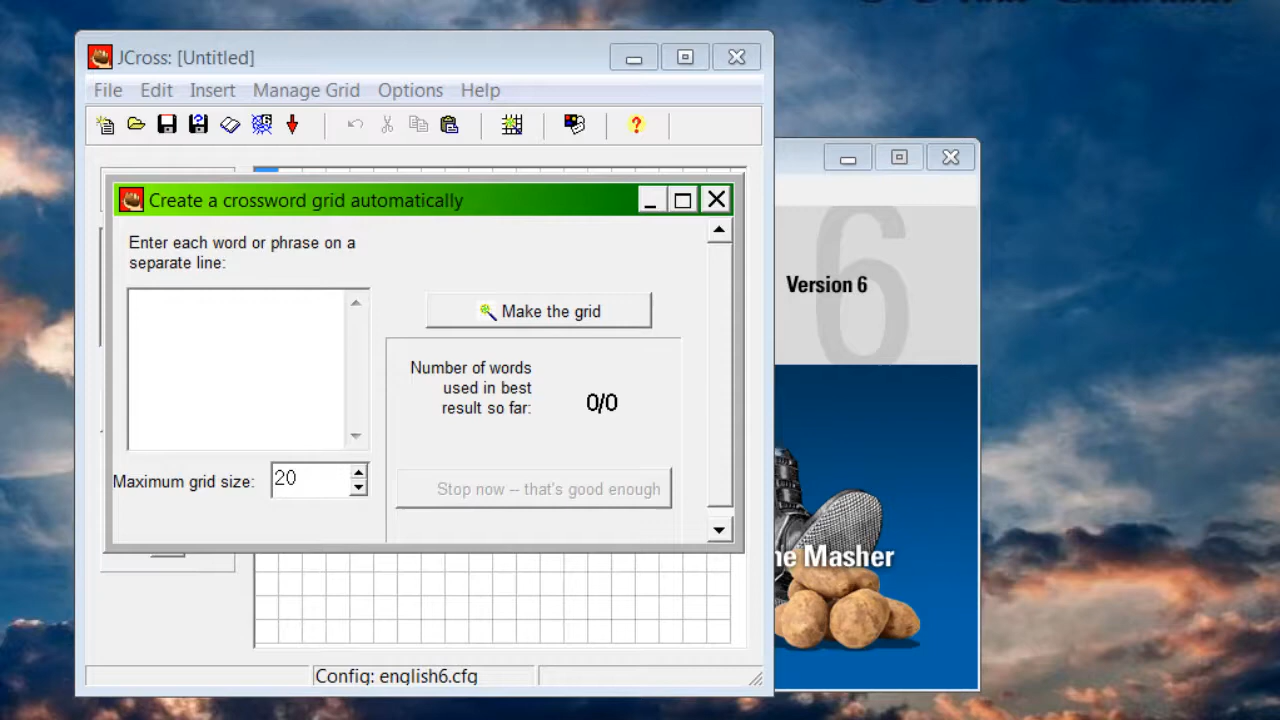 JCross: [Untitled]
File Edit Insert Manage Grid Options Help
Create a crossword grid automatically
Enter each word or phrase on a
separate line:
Make the grid
Number of words
used in best
result so far:
0/0
Maximum grid size: 20
Stop now -- that's good enough
Config: english6.cfg
6
Version 6
Masher